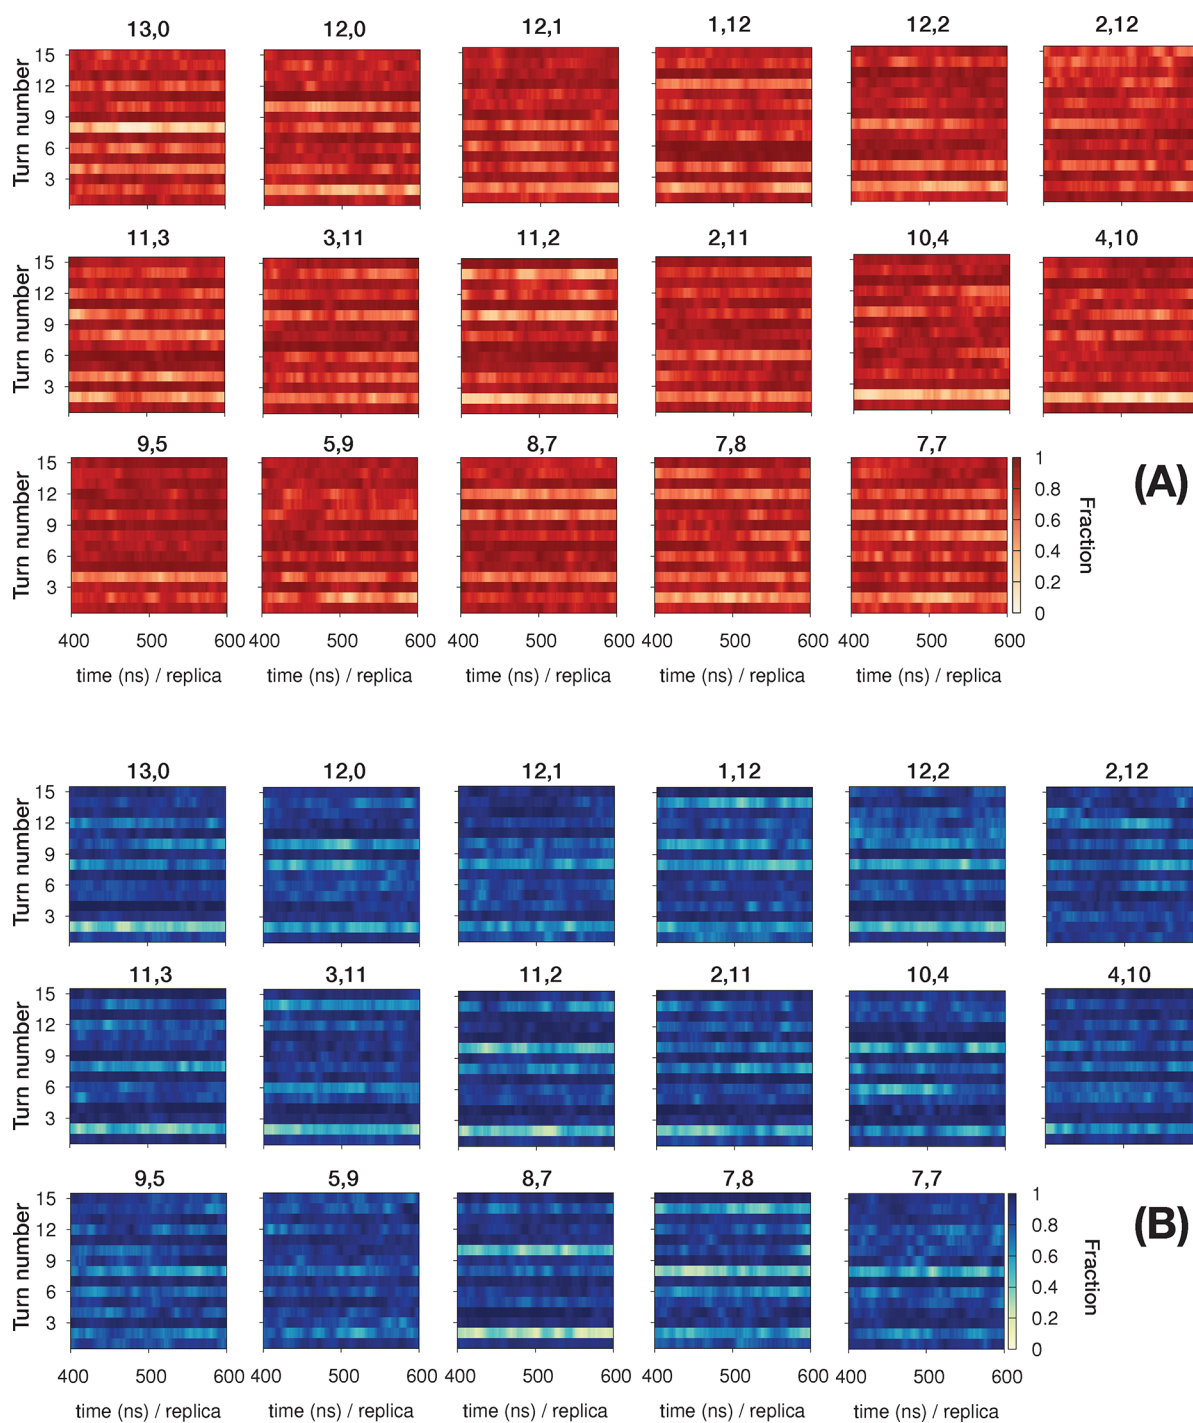 13,0 12,0 12,1 1,12 12,2 2,12
Turn number
15
12
9
6
3
11,3 3,11 11,2 2,11 10,4 4,10
Turn number
15
12
9
6
3
9,5 5,9 8,7 7,8 7,7
Turn number
15
12
9
6
3
1
0.8
0.6
0.4
0.2
0
Fraction
(A)
400 500 600 400 500 600 400 500 600 400 500 600 400 500 600
time (ns) / replica time (ns) / replica time (ns) / replica time (ns) / replica time (ns) / replica
13,0 12,0 12,1 1,12 12,2 2,12
Turn number
15
12
9
6
3
11,3 3,11 11,2 2,11 10,4 4,10
Turn number
15
12
9
6
3
9,5 5,9 8,7 7,8 7,7
Turn number
15
12
9
6
3
1
0.8
0.6
0.4
0.2
0
Fraction
(B)
400 500 600 400 500 600 400 500 600 400 500 600 400 500 600
time (ns) / replica time (ns) / replica time (ns) / replica time (ns) / replica time (ns) / replica